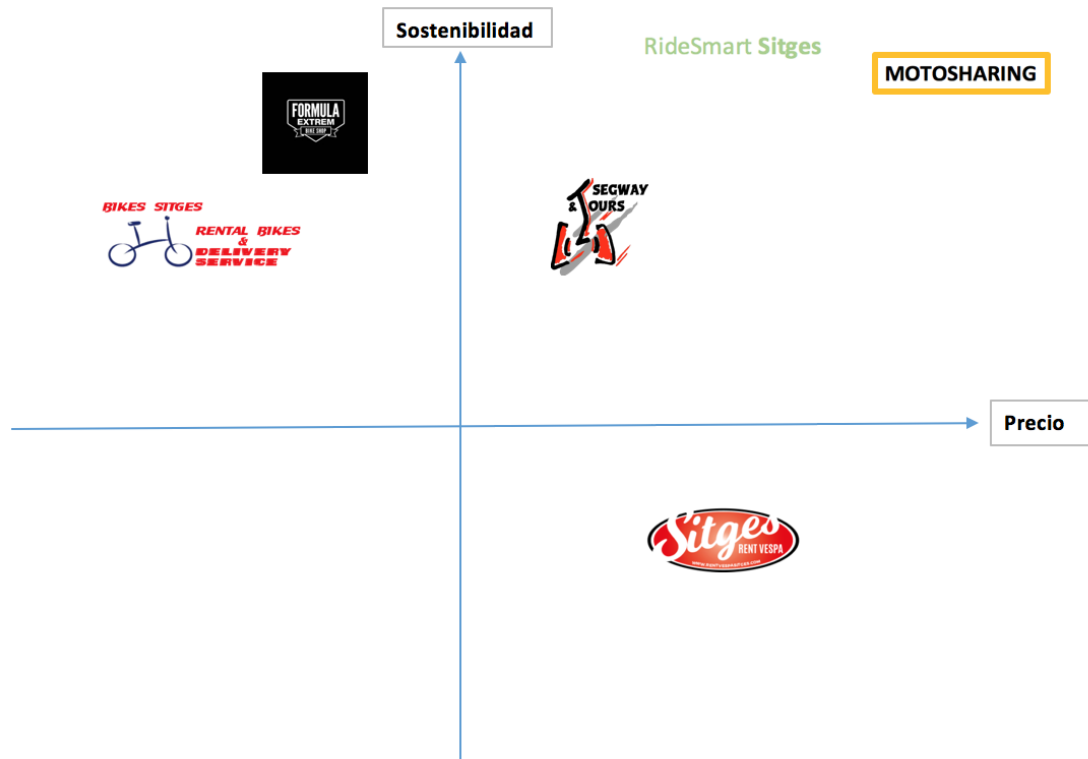 Sostenibilidad
RideSmart Sitges
MOTOSHARING
FORMULA
EXTREM
BIKE SHOP
SEGWAY
& TOURS
BIKES SITGES
RENTAL BIKES
&
DELIVERY
SERVICE
Precio
Sitges
RENT VESPA